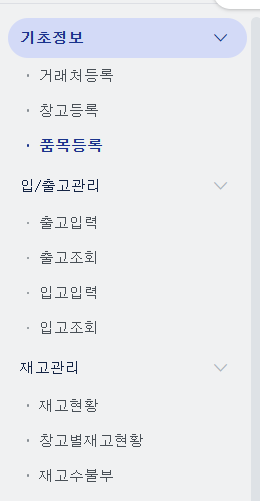 기초정보
· 거래처등록
· 창고등록
· 품목등록
입/출고관리
· 출고입력
· 출고조회
· 입고입력
· 입고조회
재고관리
· 재고현황
· 창고별재고현황
· 재고수불부